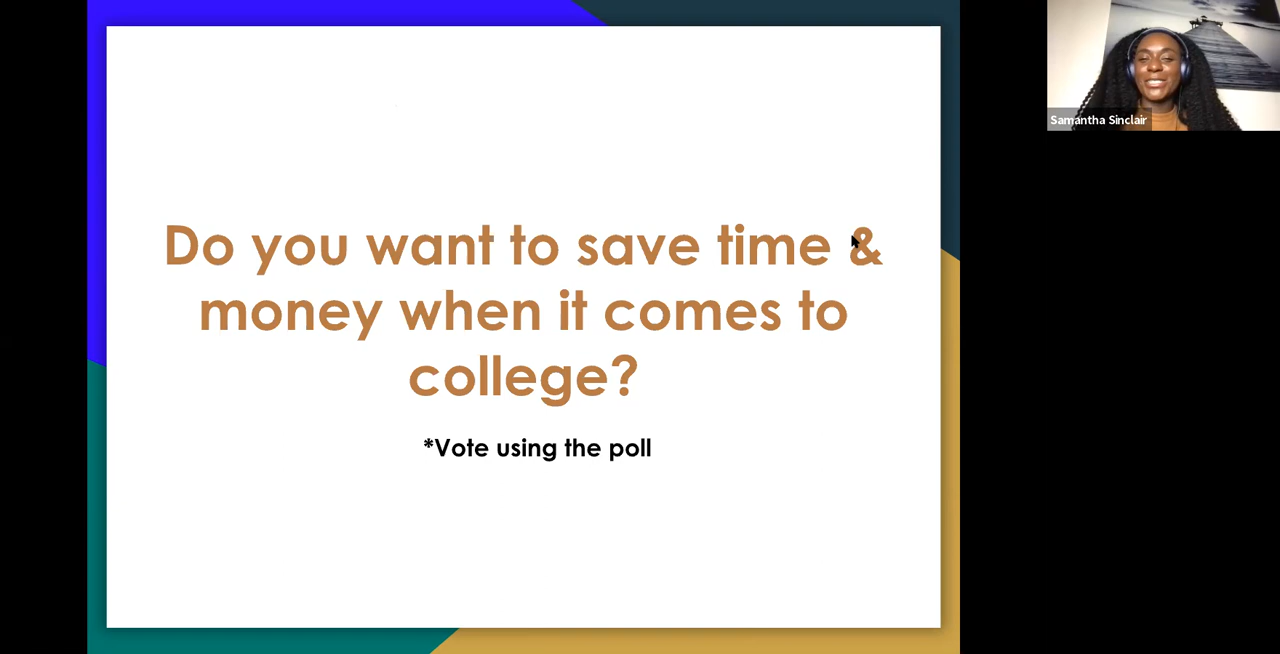 Do you want to save time &
money when it comes to
college?
*Vote using the poll
Samantha Sinclair